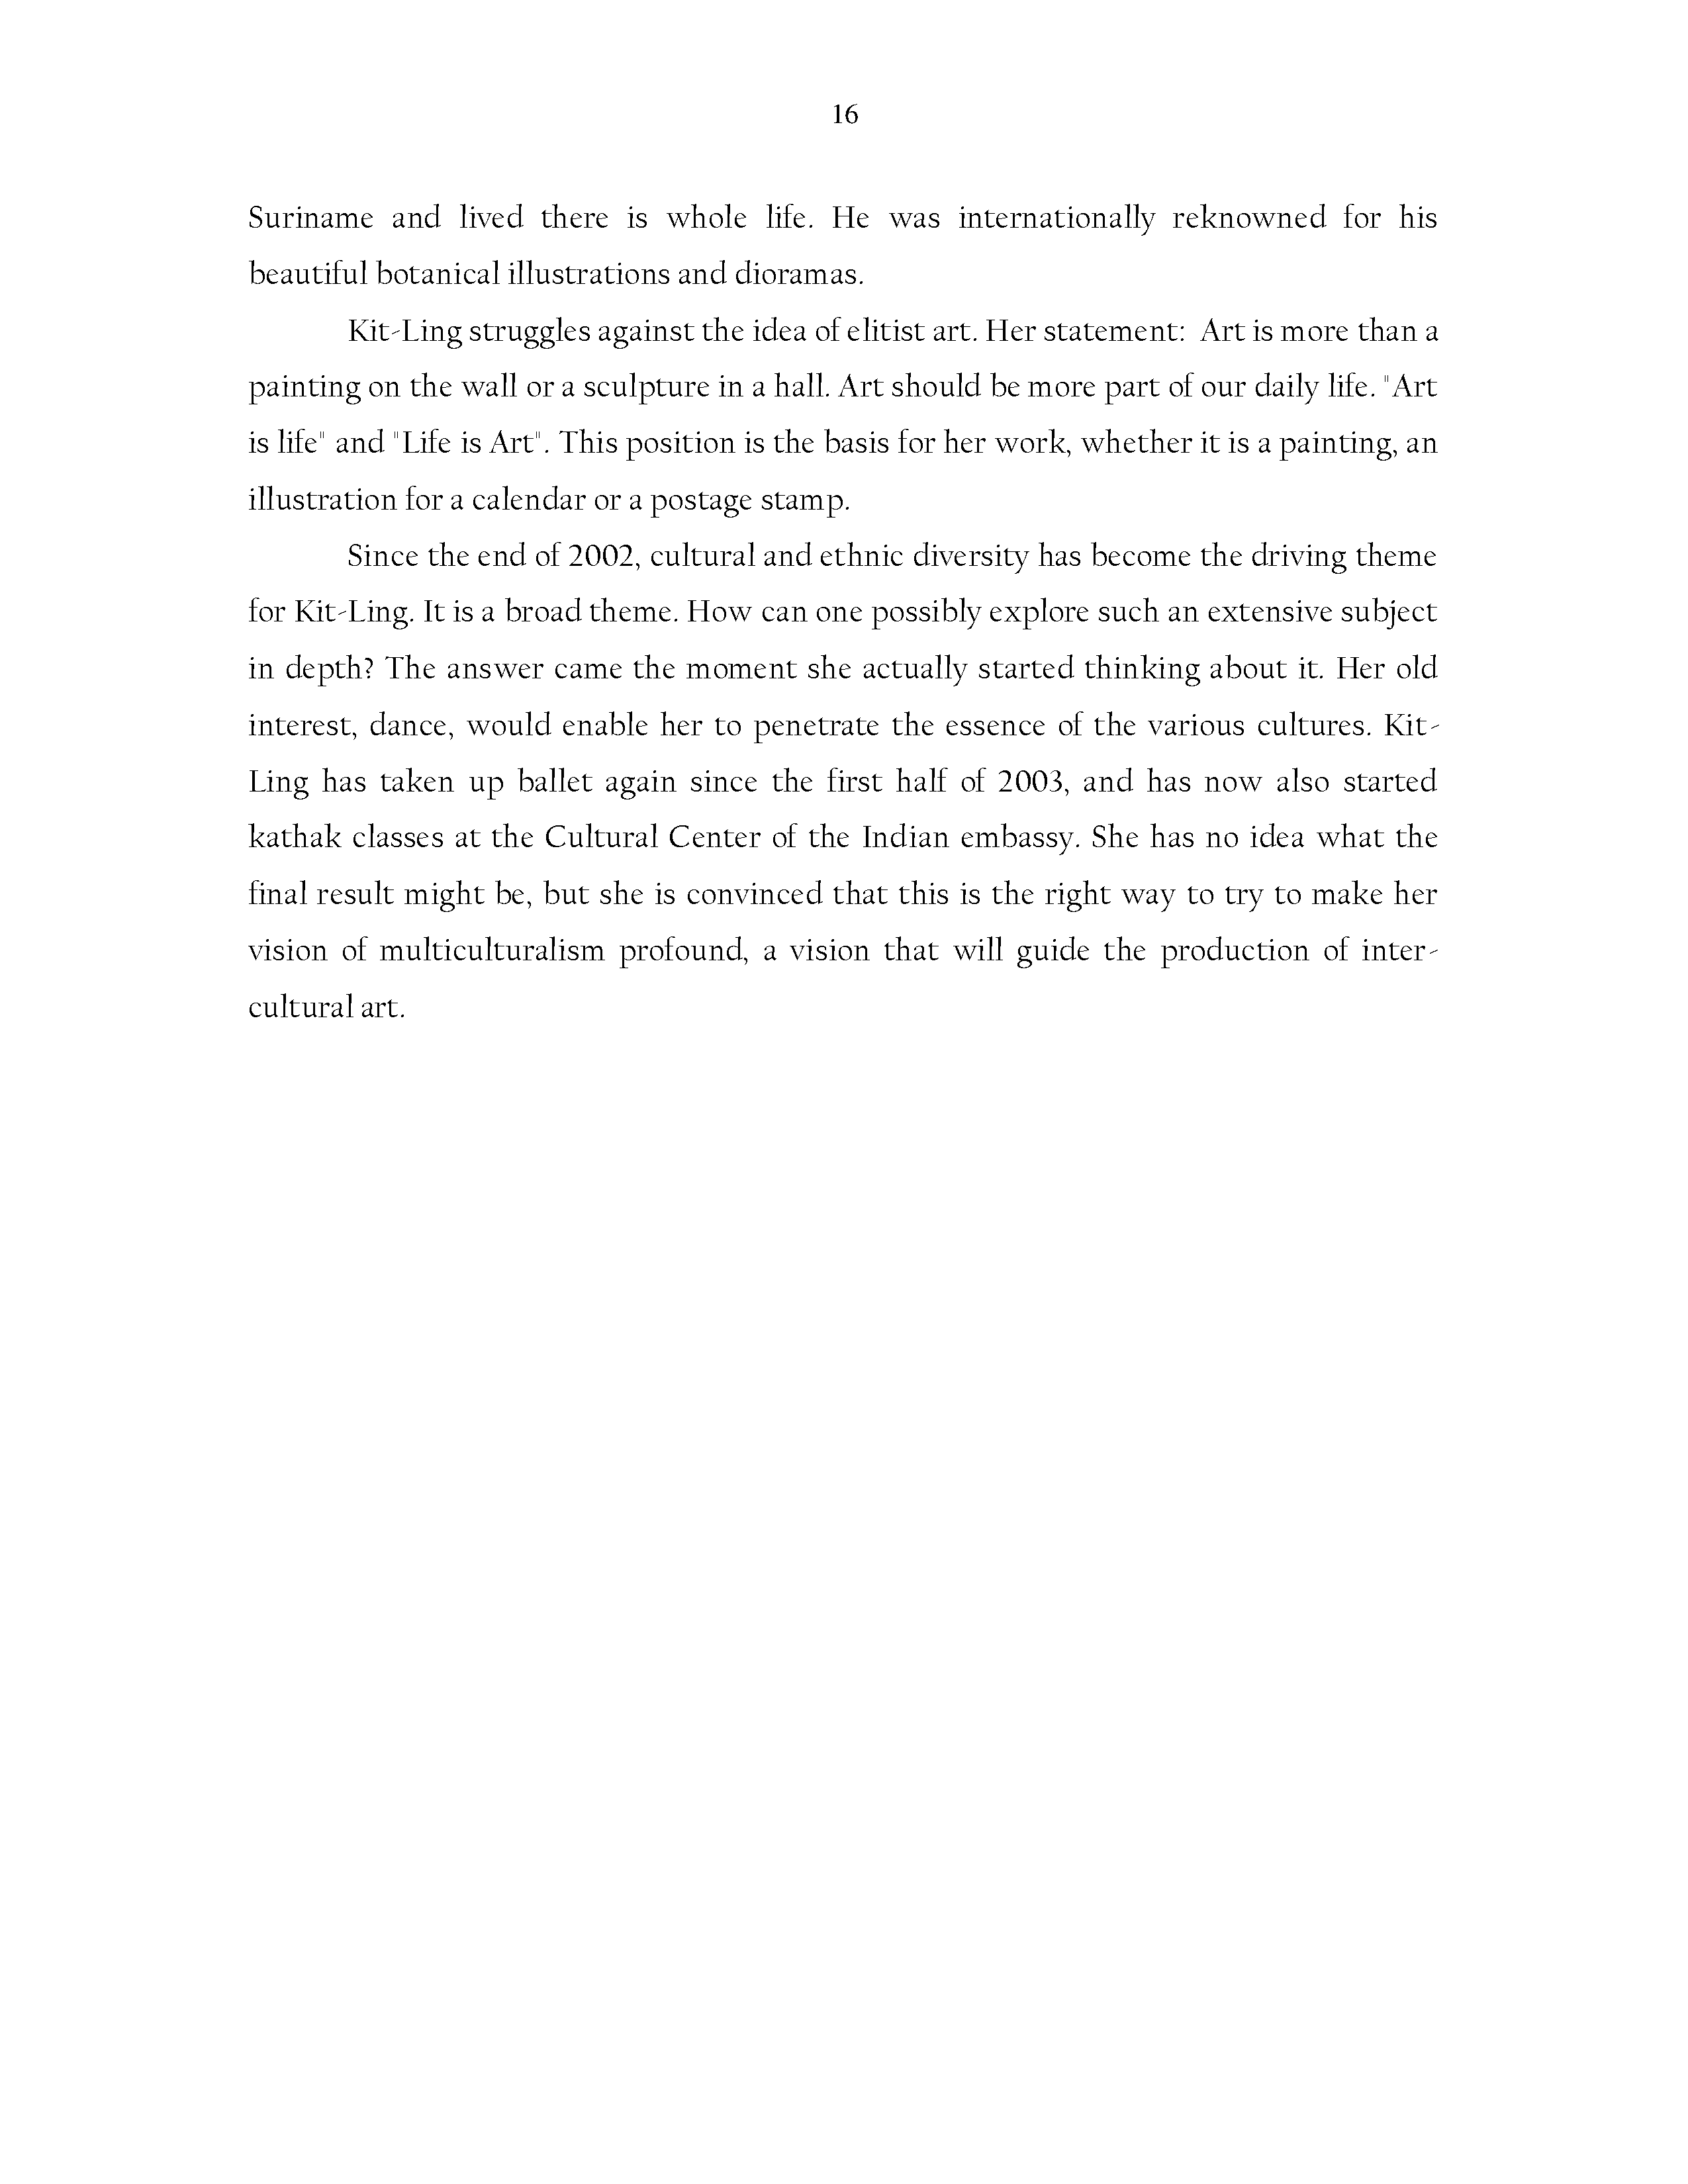 16
Suriname and lived there is whole life. He was internationally reknowned for his
beautiful botanical illustrations and dioramas.
Kit-Ling struggles against the idea of elitist art. Her statement:  Art is more than a
painting on the wall or a sculpture in a hall. Art should be more part of our daily life. "Art
is life" and "Life is Art". This position is the basis for her work, whether it is a painting, an
illustration for a calendar or a postage stamp.
Since the end of 2002, cultural and ethnic diversity has become the driving theme
for Kit-Ling. It is a broad theme. How can one possibly explore such an extensive subject
in depth? The answer came the moment she actually started thinking about it. Her old
interest, dance, would enable her to penetrate the essence of the various cultures. Kit-
Ling has taken up ballet again since the first half of 2003, and has now also started
kathak classes at the Cultural Center of the Indian embassy. She has no idea what the
final result might be, but she is convinced that this is the right way to try to make her
vision of multiculturalism profound, a vision that will guide the production of inter-
cultural art.